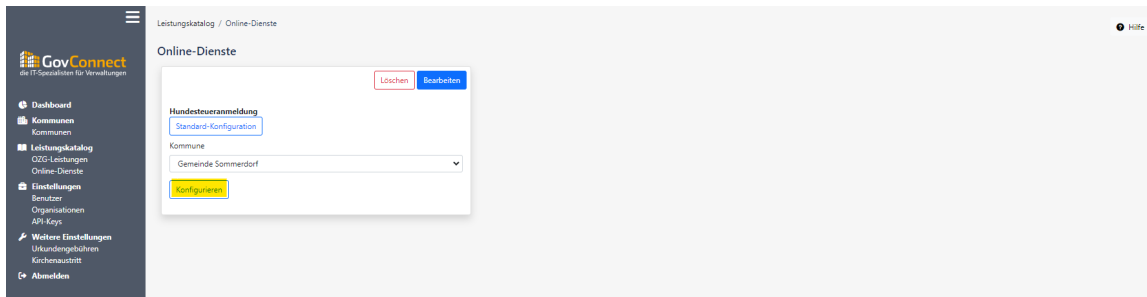 Leistungskatalog / Online-Dienste
Hilfe
GovConnect
die IT-Spezialisten für Verwaltungen
Dashboard
Kommunen
Kommunen
Leistungskatalog
OZG-Leistungen
Online-Dienste
Einstellungen
Benutzer
Organisationen
API-Keys
Weitere Einstellungen
Urkundengebühren
Kirchenaustritt
Abmelden
Online-Dienste
Löschen Bearbeiten
Hundesteueranmeldung
Standard-Konfiguration
Kommune
Gemeinde Sommerdorf
Konfigurieren